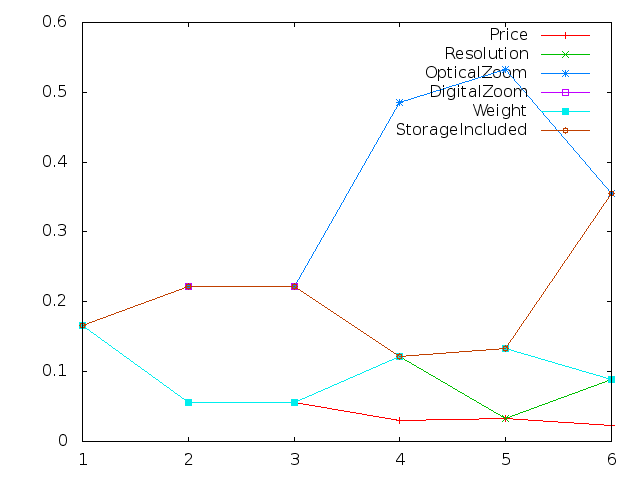 0.6
0.5
0.4
0.3
0.2
0.1
0
1 2 3 4 5 6
Price
Resolution
OpticalZoom
DigitalZoom
Weight
StorageIncluded